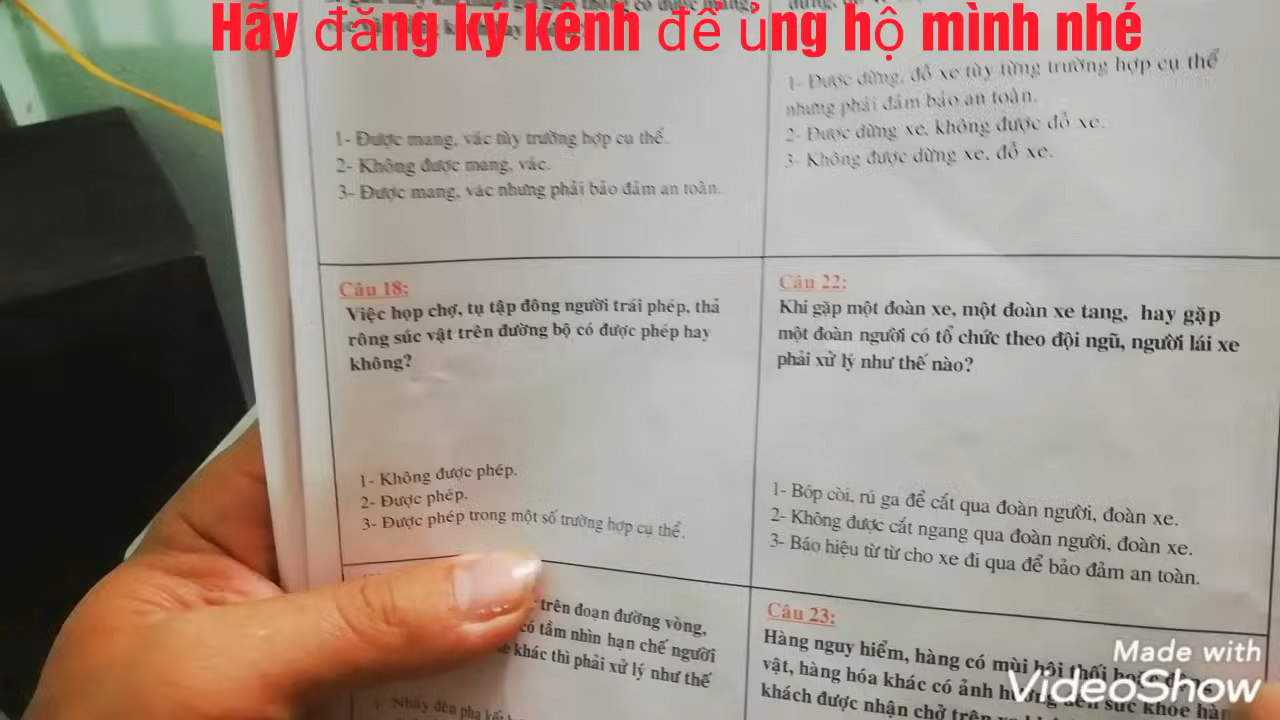 Hãy đăng ký kênh để ủng hộ mình nhé
1- Được mang, vác tùy trường hợp cụ thể.
2- Không được mang, vác.
3- Được mang, vác nhưng phải bảo đảm an toàn.
Câu 18:
Việc họp chợ, tụ tập đông người trái phép, thả
rông súc vật trên đường bộ có được phép hay
không?
1- Không được phép.
2- Được phép.
3- Được phép trong một số trường hợp cụ thể.
trên đoạn đường vòng,
có tầm nhìn hạn chế người
khác thì phải xử lý như thế
1- Được dừng, đỗ xe tùy từng trường hợp cụ thể
nhưng phải đảm bảo an toàn.
2- Được dừng xe, không được đỗ xe.
3- Không được dừng xe, đỗ xe.
Câu 22:
Khi gặp một đoàn xe, một đoàn xe tang, hay gặp
một đoàn người có tổ chức theo đội ngũ, người lái xe
phải xử lý như thế nào?
1- Bóp còi, rú ga để cắt qua đoàn người, đoàn xe.
2- Không được cắt ngang qua đoàn người, đoàn xe.
3- Báo hiệu từ từ cho xe đi qua để bảo đảm an toàn.
Câu 23:
Hàng nguy hiểm, hàng có mùi hôi thối
vật, hàng hóa khác có ảnh hưởng đến sức khỏe
khách được nhận chở trên
Made with
VideoShow